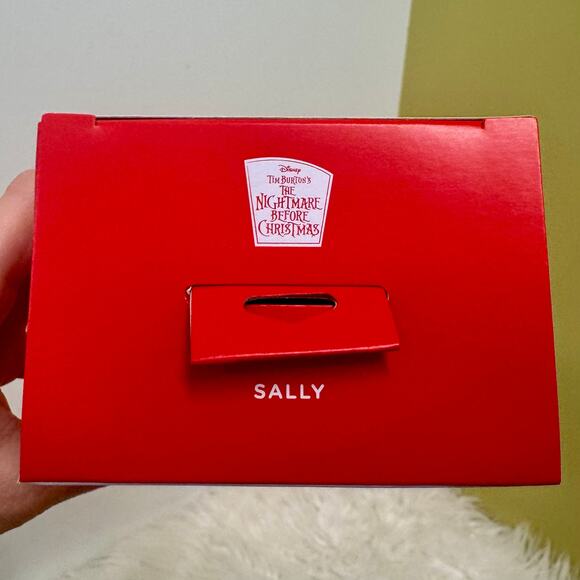 Disney
TIM BURTON'S
THE
NIGHTMARE
BEFORE
CHRISTMAS
SALLY